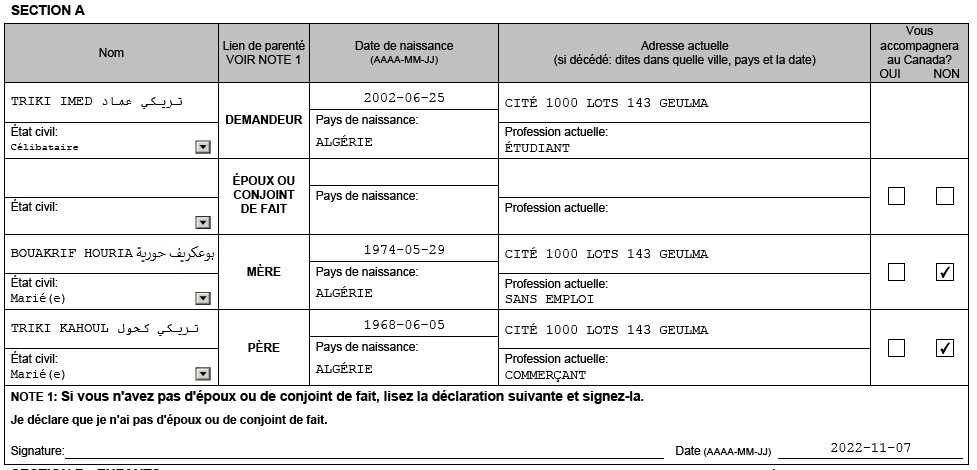 SECTION A
Nom
Lien de parenté
VOIR NOTE 1
Date de naissance
(AAAA-MM-JJ)
Adresse actuelle
(si décédé: dites dans quelle ville, pays et la date)
Vous
accompagnera
au Canada?
OUI NON
TRIKI IMED تريكي عماد
État civil:
Célibataire
DEMANDEUR
2002-06-25
Pays de naissance:
ALGÉRIE
CITÉ 1000 LOTS 143 GEULMA
Profession actuelle:
ÉTUDIANT
État civil:
ÉPOUX OU
CONJOINT
DE FAIT
Pays de naissance:
Profession actuelle:
BOUAKRIF HOURIA بوعكريف حورية
État civil:
Marié(e)
MÈRE
1974-05-29
Pays de naissance:
ALGÉRIE
CITÉ 1000 LOTS 143 GEULMA
Profession actuelle:
SANS EMPLOI
TRIKI KAHOUL تريكي كحول
État civil:
Marié(e)
PÈRE
1968-06-05
Pays de naissance:
ALGÉRIE
CITÉ 1000 LOTS 143 GEULMA
Profession actuelle:
COMMERÇANT
NOTE 1: Si vous n'avez pas d'époux ou de conjoint de fait, lisez la déclaration suivante et signez-la.
Je déclare que je n'ai pas d'époux ou de conjoint de fait.
Signature: Date (AAAA-MM-JJ) 2022-11-07